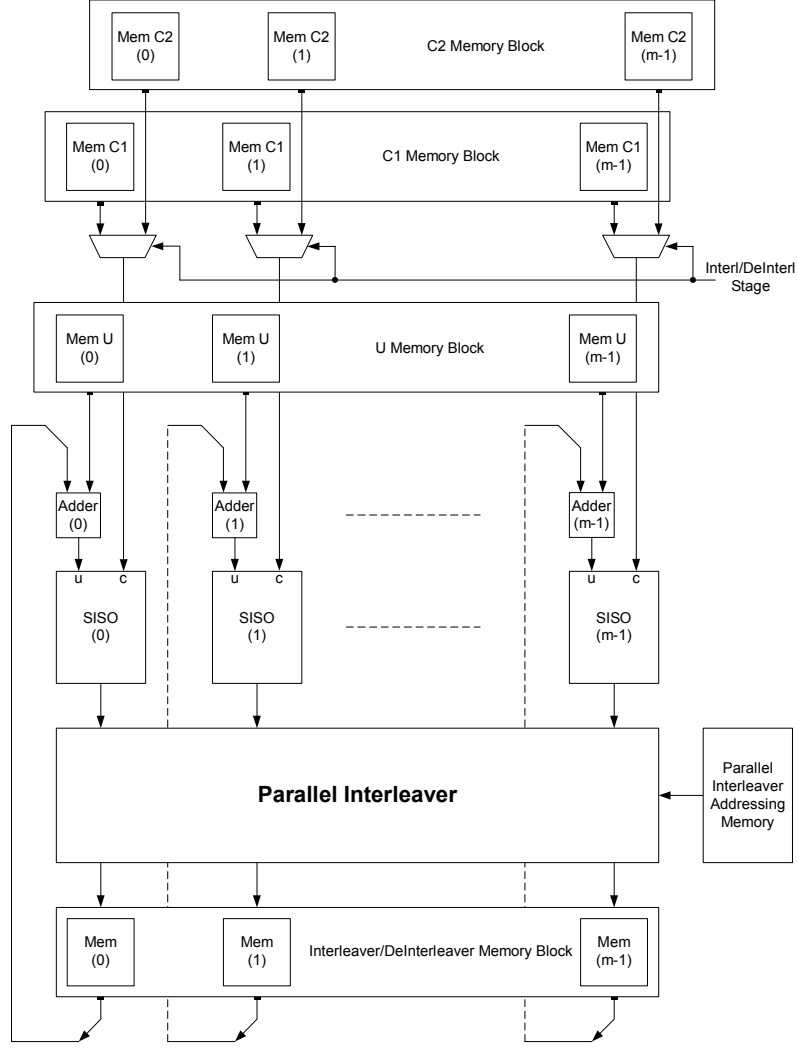 Mem C2
(0)
Mem C2
(1)
C2 Memory Block
Mem C2
(m-1)
Mem C1
(0)
Mem C1
(1)
C1 Memory Block
Mem C1
(m-1)
Interl/DeInterl
Stage
Mem U
(0)
Mem U
(1)
U Memory Block
Mem U
(m-1)
Adder
(0)
Adder
(1)
Adder
(m-1)
u c
SISO
(0)
u c
SISO
(1)
u c
SISO
(m-1)
Parallel Interleaver
Parallel
Interleaver
Addressing
Memory
Mem
(0)
Mem
(1)
Interleaver/DeInterleaver Memory Block
Mem
(m-1)